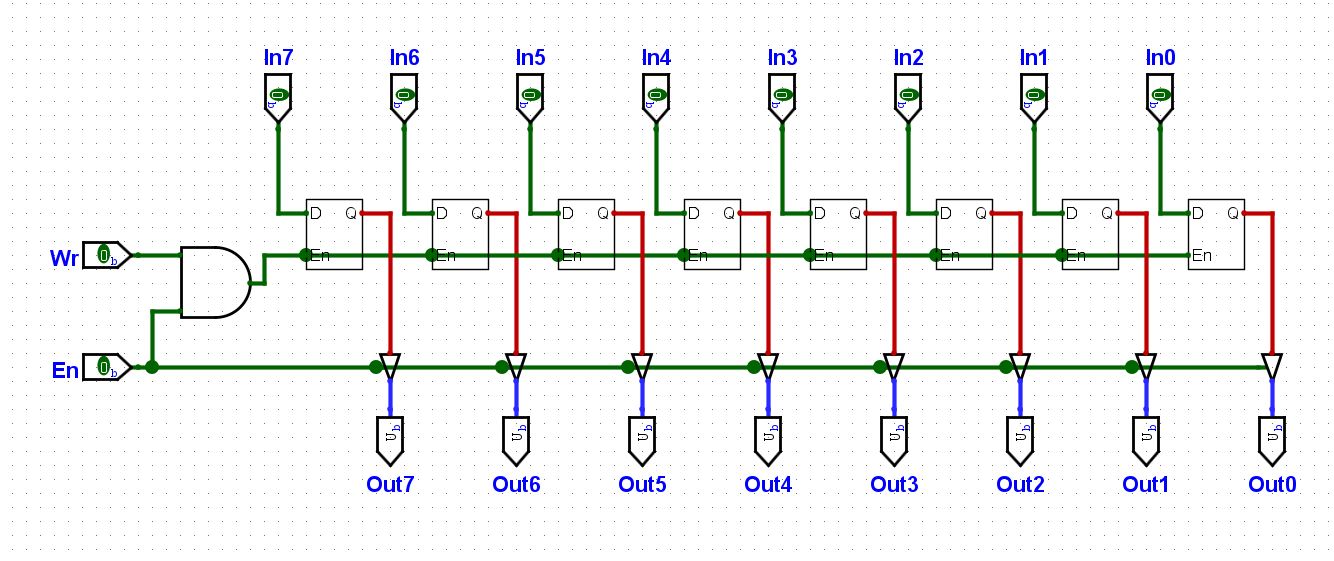 In7 In6 In5 In4 In3 In2 In1 In0
0 b 0 b 0 b 0 b 0 b 0 b 0 b 0 b
D Q D Q D Q D Q D Q D Q D Q D Q
Wr 0 b En En En En En En En En
En 0 b
U b U b U b U b U b U b U b U b
Out7 Out6 Out5 Out4 Out3 Out2 Out1 Out0